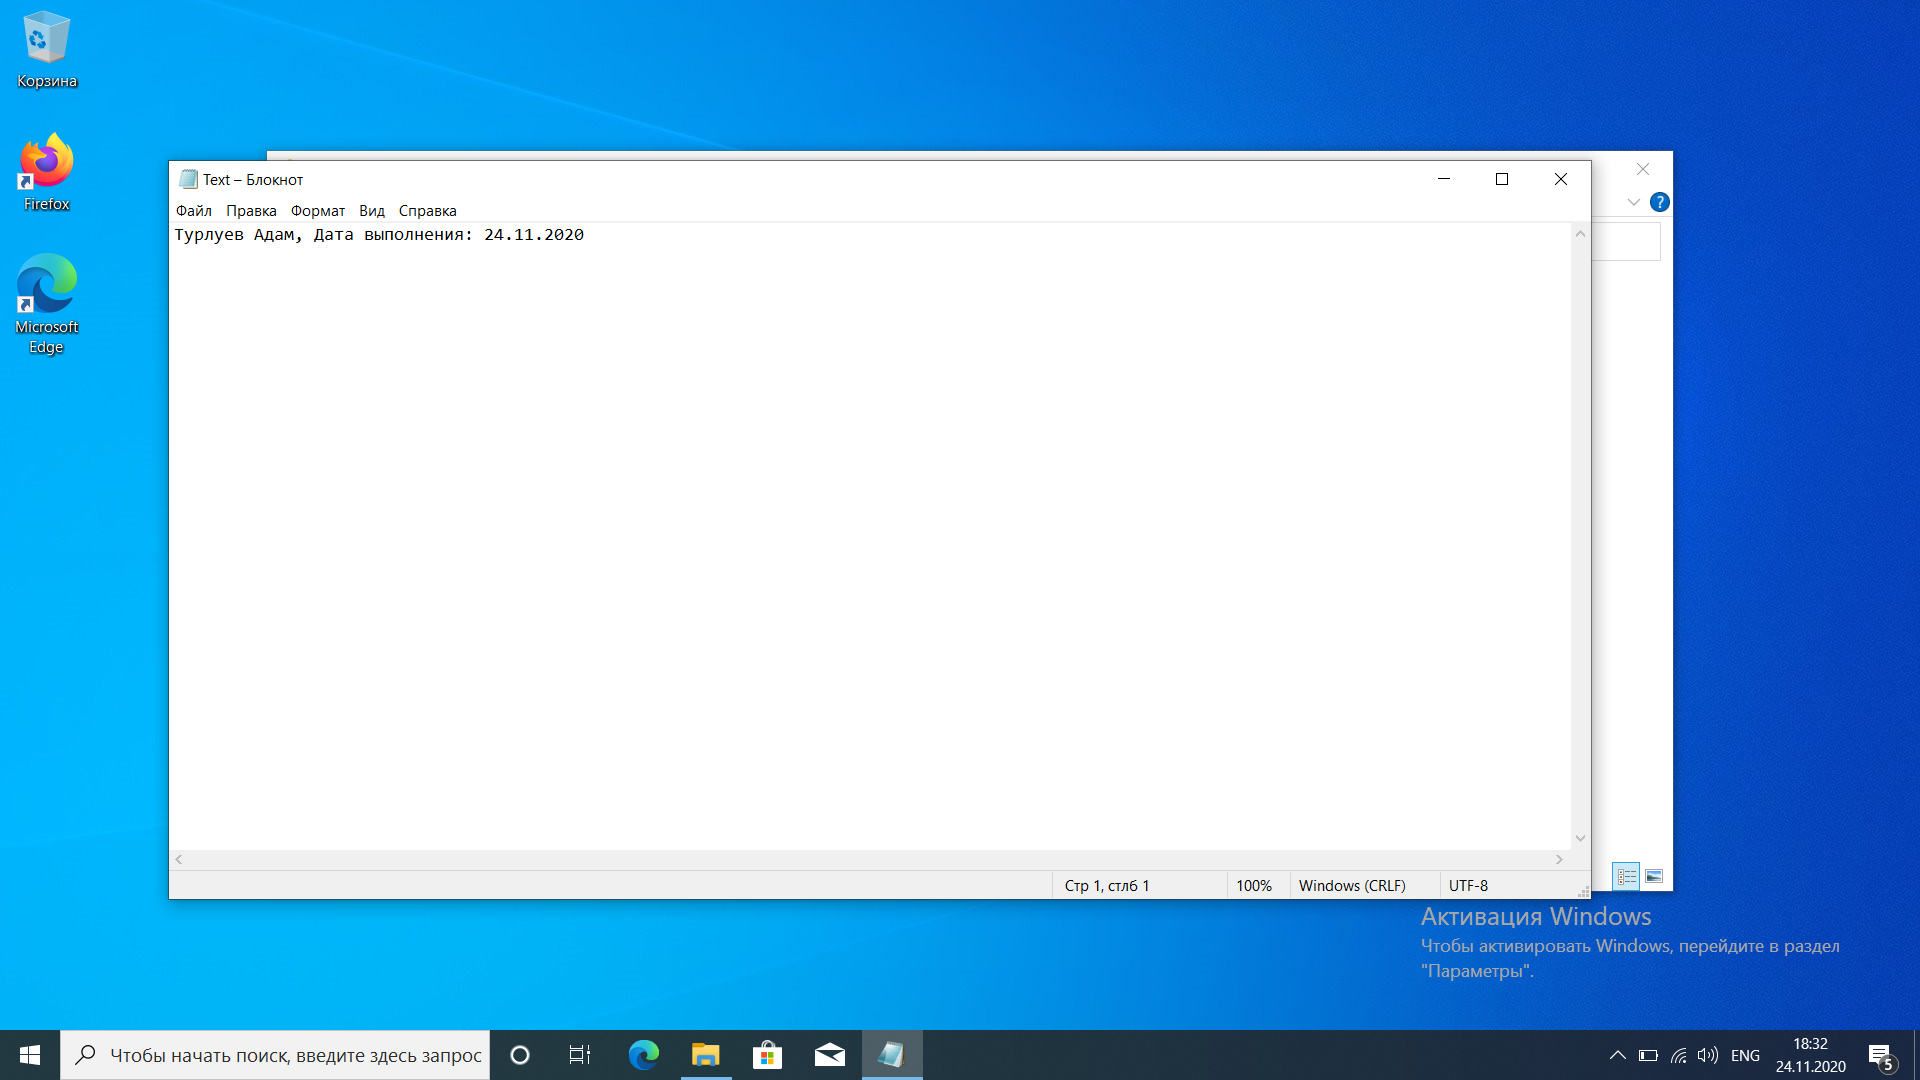 Корзина
Firefox
Microsoft
Edge
Text – Блокнот
Файл Правка Формат Вид Справка
Турлуев Адам, Дата выполнения: 24.11.2020
?
Стр 1, стлб 1 100% Windows (CRLF) UTF-8
Активация Windows
Чтобы активировать Windows, перейдите в раздел
"Параметры".
Чтобы начать поиск, введите здесь запрос
ENG
18:32
24.11.2020
5